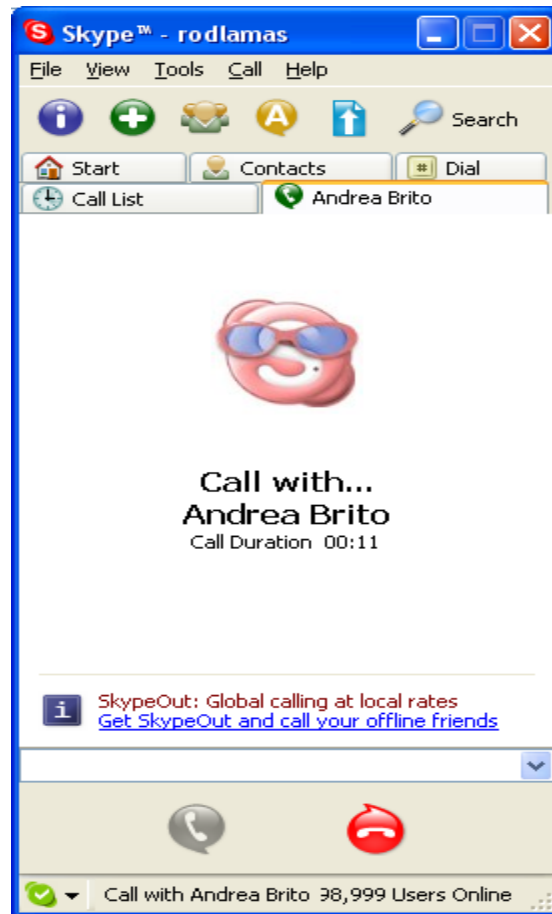 Skype™ - rodlamas
File View Tools Call Help
Search
Start Contacts # Dial
Call List Andrea Brito
Call with...
Andrea Brito
Call Duration 00:11
SkypeOut: Global calling at local rates
Get SkypeOut and call your offline friends
Call with Andrea Brito 98,999 Users Online